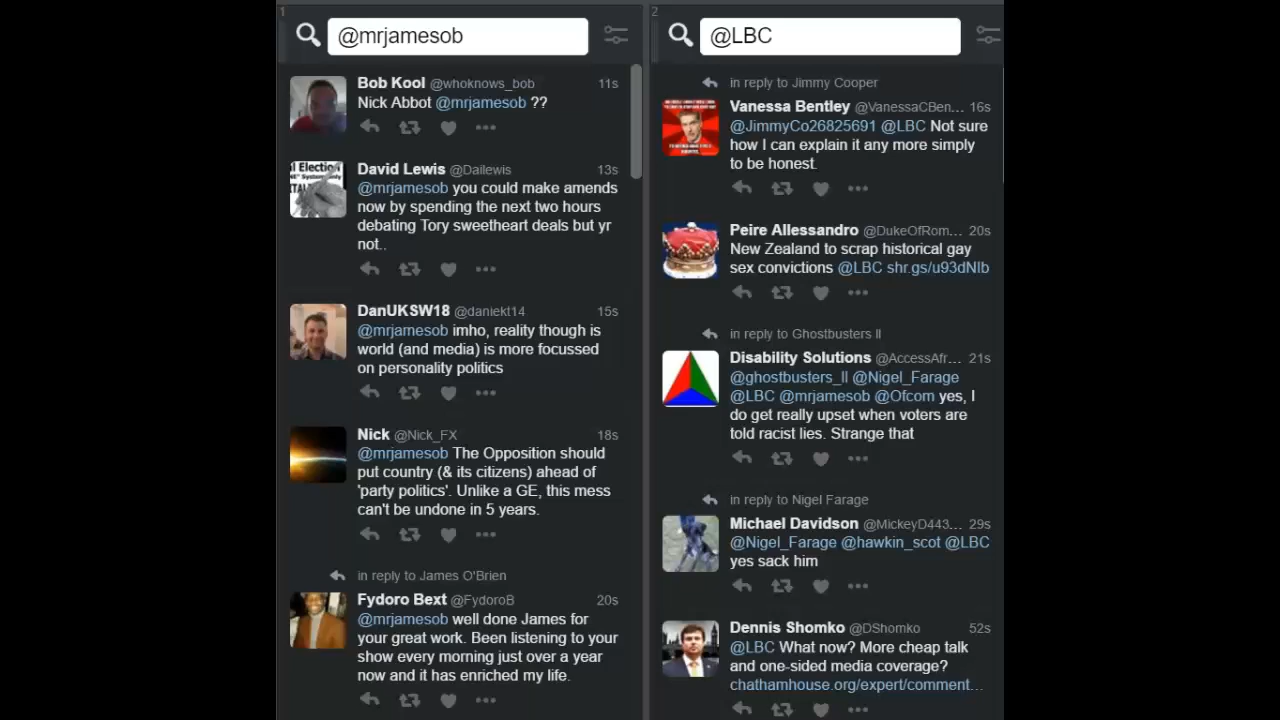 1
@mrjamesob
Bob Kool @whoknows_bob 11s
Nick Abbot @mrjamesob ??
David Lewis @Dailewis 13s
@mrjamesob you could make amends
now by spending the next two hours
debating Tory sweetheart deals but yr
not..
DanUKSW18 @daniekt14 15s
@mrjamesob imho, reality though is
world (and media) is more focussed
on personality politics
Nick @Nick_FX 18s
@mrjamesob The Opposition should
put country (& its citizens) ahead of
'party politics'. Unlike a GE, this mess
can't be undone in 5 years.
in reply to James O'Brien
Fydoro Bext @FydoroB 20s
@mrjamesob well done James for
your great work. Been listening to your
show every morning just over a year
now and it has enriched my life.
2
@LBC
in reply to Jimmy Cooper
Vanessa Bentley @VanessaCBen... 16s
@JimmyCo26825691 @LBC Not sure
how I can explain it any more simply
to be honest.
Peire Allessandro @DukeOfRom... 20s
New Zealand to scrap historical gay
sex convictions @LBC shr.gs/u93dNIb
in reply to Ghostbusters ll
Disability Solutions @AccessAfr... 21s
@ghostbusters_ll @Nigel_Farage
@LBC @mrjamesob @Ofcom yes, I
do get really upset when voters are
told racist lies. Strange that
in reply to Nigel Farage
Michael Davidson @MickeyD443... 29s
@Nigel_Farage @hawkin_scot @LBC
yes sack him
Dennis Shomko @DShomko 52s
@LBC What now? More cheap talk
and one-sided media coverage?
chathamhouse.org/expert/comment...